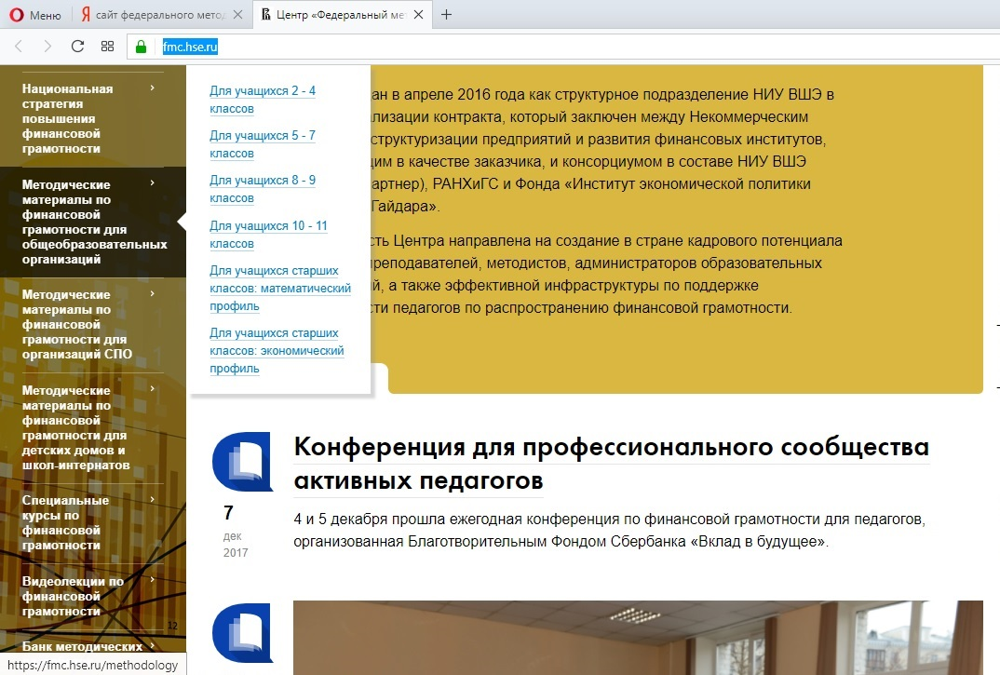 Меню
сайт федерального метод
Центр «Федеральный мет
fmc.hse.ru
Национальная
стратегия
повышения
финансовой
грамотности
Методические
материалы по
финансовой
грамотности для
общеобразовательных
организаций
Методические
материалы по
финансовой
грамотности для
организаций СПО
Методические
материалы по
финансовой
грамотности для
детских домов и
школ-интернатов
Специальные
курсы по
финансовой
грамотности
Видеолекции по
финансовой
грамотности
12
Банк методических
https://fmc.hse.ru/methodology
Для учащихся 2 - 4
классов
Для учащихся 5 - 7
классов
Для учащихся 8 - 9
классов
Для учащихся 10 - 11
классов
Для учащихся старших
классов: математический
профиль
Для учащихся старших
классов: экономический
профиль
ан в апреле 2016 года как структурное подразделение НИУ ВШЭ в
лизации контракта, который заключен между Некоммерческим
структуризации предприятий и развития финансовых институтов,
им в качестве заказчика, и консорциумом в составе НИУ ВШЭ
артнер), РАНХиГС и Фонда «Институт экономической политики
Гайдара».
сть Центра направлена на создание в стране кадрового потенциала
преподавателей, методистов, администраторов образовательных
й, а также эффективной инфраструктуры по поддержке
сти педагогов по распространению финансовой грамотности.
Конференция для профессионального сообщества
активных педагогов
7
дек
2017
4 и 5 декабря прошла ежегодная конференция по финансовой грамотности для педагогов,
организованная Благотворительным Фондом Сбербанка «Вклад в будущее».